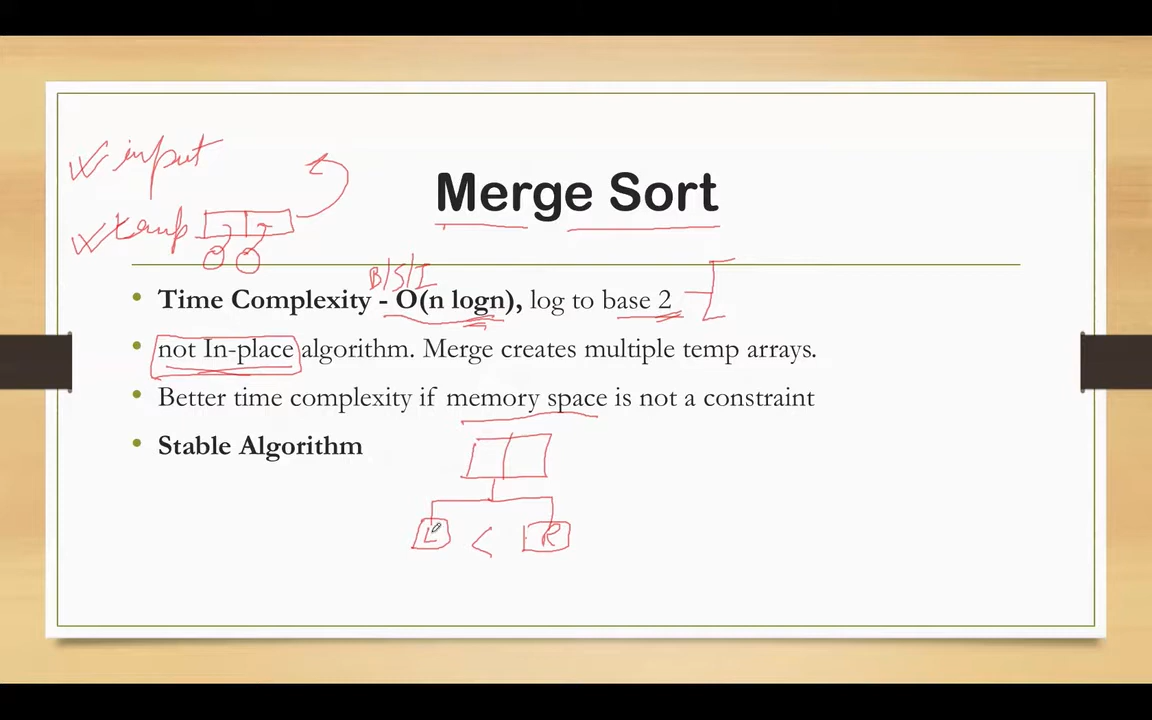 input
temp
Merge Sort
B/S/I
• Time Complexity - O(n logn), log to base 2
• not In-place algorithm. Merge creates multiple temp arrays.
• Better time complexity if memory space is not a constraint
• Stable Algorithm
L < R